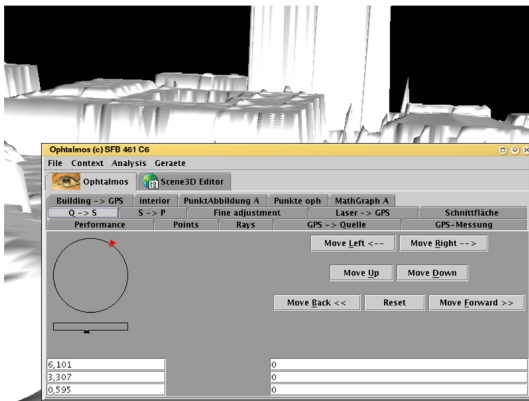 Ophtalmos (c) SFB 461 C6
File Context Analysis Geraete
Ophtalmos Scene3D Editor
Building -> GPS interior PunktAbbildung A Punkte oph MathGraph A
Q -> S S -> P Fine adjustment Laser -> GPS Schnittfläche
Performance Points Rays GPS -> Quelle GPS-Messung
Move Left <-- Move Right -->
Move Up Move Down
Move Back << Reset Move Forward >>
6,101 0
3,307 0
0,595 0